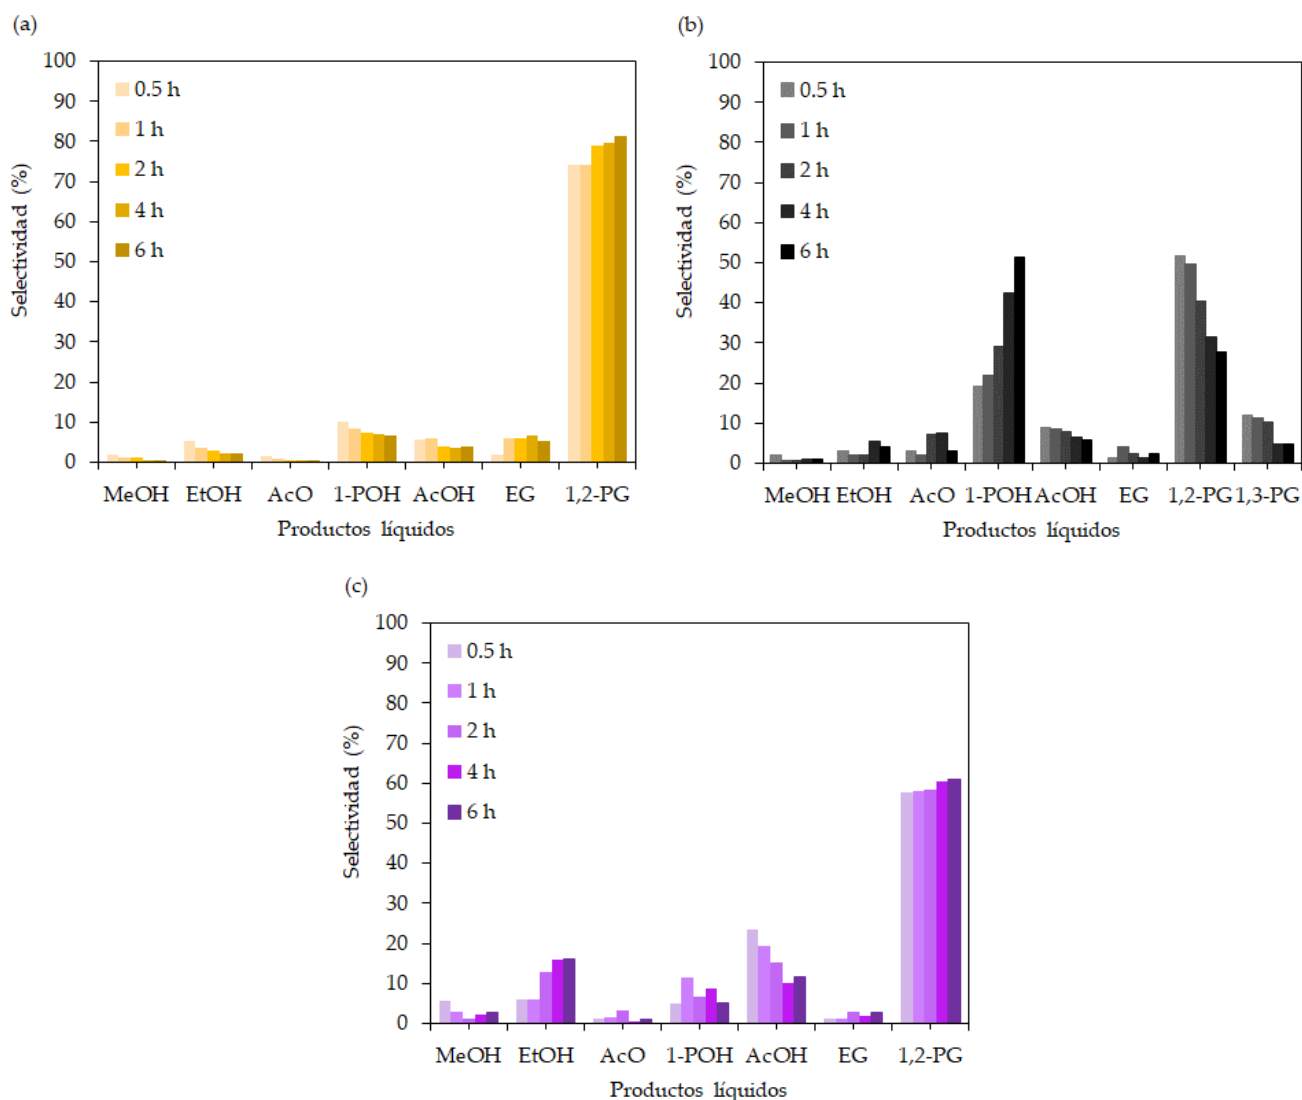 (a)
100
90
80
70
60
50
40
30
20
10
0
Selectividad (%)
0.5 h
1 h
2 h
4 h
6 h
MeOH EtOH AcO 1-POH AcOH EG 1,2-PG
Productos líquidos
(b)
100
90
80
70
60
50
40
30
20
10
0
Selectividad (%)
0.5 h
1 h
2 h
4 h
6 h
MeOH EtOH AcO 1-POH AcOH EG 1,2-PG 1,3-PG
Productos líquidos
(c)
100
90
80
70
60
50
40
30
20
10
0
Selectividad (%)
0.5 h
1 h
2 h
4 h
6 h
MeOH EtOH AcO 1-POH AcOH EG 1,2-PG
Productos líquidos